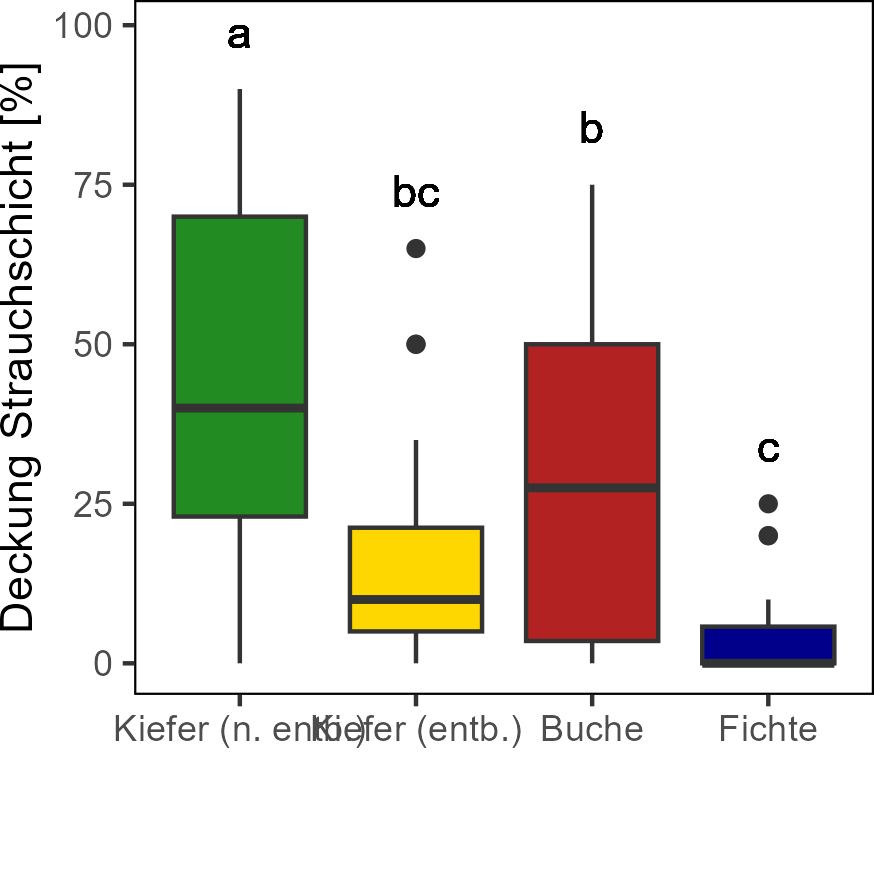 Deckung Strauchschicht [%]
100
75
50
25
0
a
bc
b
c
Kiefer (n. entb.)
Kiefer (entb.)
Buche
Fichte